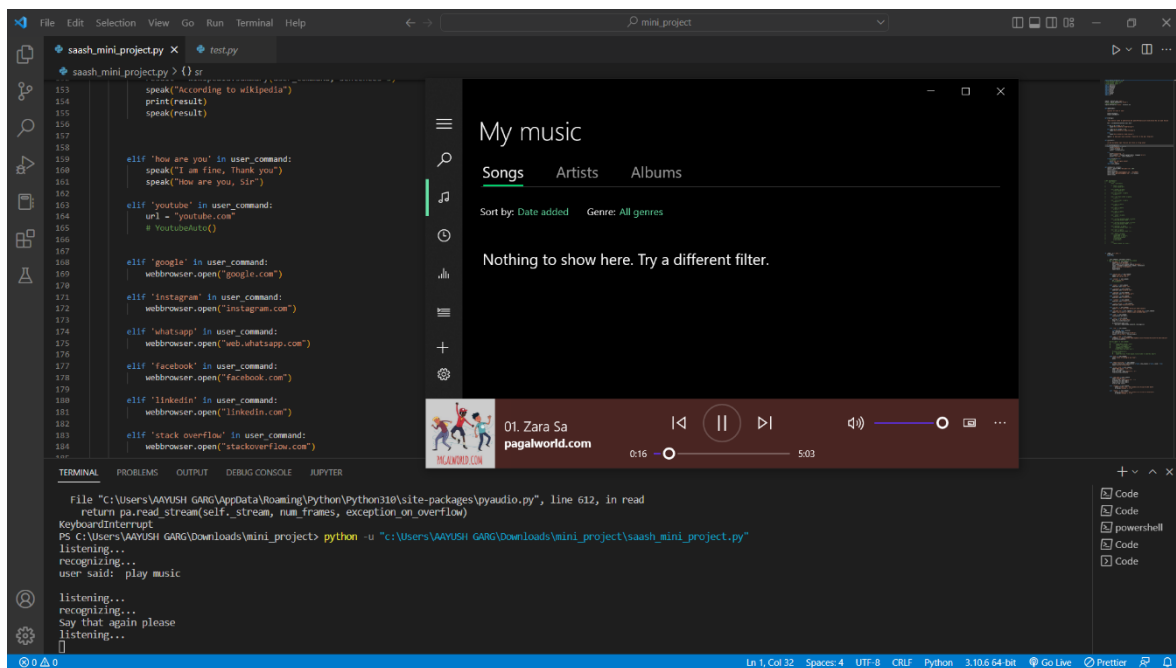 File Edit Selection View Go Run Terminal Help
mini_project
saash_mini_project.py
test.py
saash_mini_project.py > {} sr
153 speak("According to wikipedia")
154 print(result)
155 speak(result)
156
157
158
159 elif 'how are you' in user_command:
160 speak("I am fine, Thank you")
161 speak("How are you, Sir")
162
163 elif 'youtube' in user_command:
164 url = "youtube.com"
165 # YoutubeAuto()
166
167
168 elif 'google' in user_command:
169 webbrowser.open("google.com")
170
171 elif 'instagram' in user_command:
172 webbrowser.open("instagram.com")
173
174 elif 'whatsapp' in user_command:
175 webbrowser.open("web.whatsapp.com")
176
177 elif 'facebook' in user_command:
178 webbrowser.open("facebook.com")
179
180 elif 'linkedin' in user_command:
181 webbrowser.open("linkedin.com")
182
183 elif 'stack overflow' in user_command:
184 webbrowser.open("stackoverflow.com")
My music
Songs Artists Albums
Sort by: Date added Genre: All genres
Nothing to show here. Try a different filter.
PAGALWORLD.COM
01. Zara Sa
pagalworld.com
0:16 5:03
TERMINAL PROBLEMS OUTPUT DEBUG CONSOLE JUPYTER
File "C:\Users\AAYUSH GARG\AppData\Roaming\Python\Python310\site-packages\pyaudio.py", line 612, in read
return pa.read_stream(self._stream, num_frames, exception_on_overflow)
KeyboardInterrupt
PS C:\Users\AAYUSH GARG\Downloads\mini_project> python -u "c:\Users\AAYUSH GARG\Downloads\mini_project\saash_mini_project.py"
listening...
recognizing...
user said: play music
listening...
recognizing...
Say that again please
listening...
Code
Code
powershell
Code
Code
0 0
Ln 1, Col 32 Spaces: 4 UTF-8 CRLF Python 3.10.6 64-bit Go Live Prettier